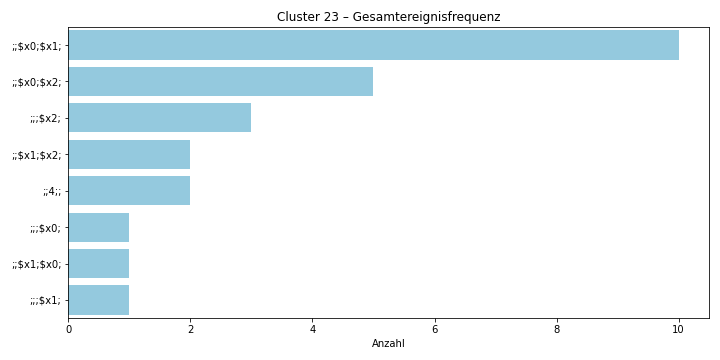 Cluster 23 – Gesamtereignisfrequenz
;;$x0;$x1;
;;$x0;$x2;
;;;$x2;
;;$x1;$x2;
;;4;;
;;;$x0;
;;$x1;$x0;
;;;$x1;
0 2 4 6 8 10
Anzahl